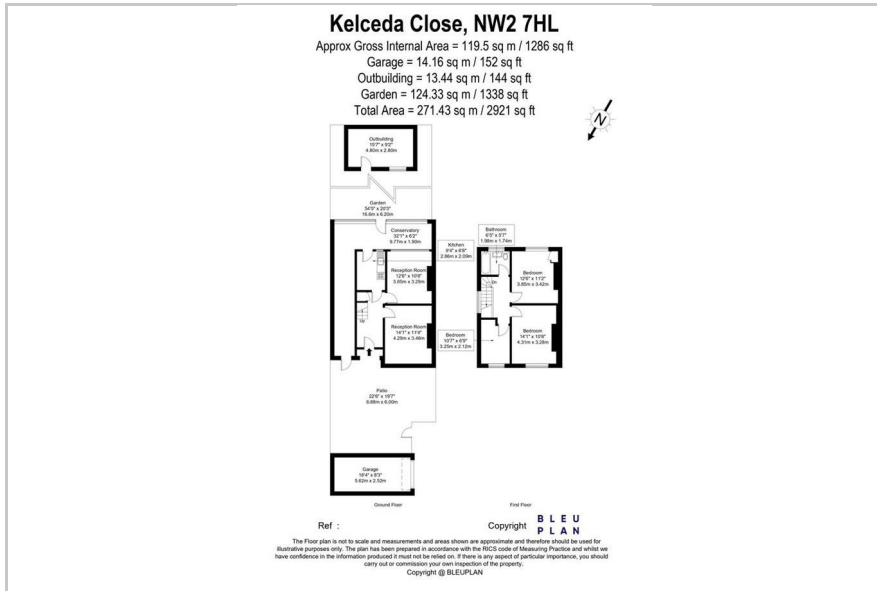 Kelceda Close, NW2 7HL
Approx Gross Internal Area = 119.5 sq m / 1286 sq ft
Garage = 14.16 sq m / 152 sq ft
Outbuilding = 13.44 sq m / 144 sq ft
Garden = 124.33 sq m / 1338 sq ft
Total Area = 271.43 sq m / 2921 sq ft
N
Outbuilding
15'7" x 9'2"
4.80m x 2.80m
Garden
54'5" x 20'3"
16.6m x 6.20m
Conservatory
32'1" x 6'2"
9.77m x 1.90m
Kitchen
9'4" x 6'9"
2.86m x 2.09m
Reception Room
12'6" x 10'8"
3.85m x 3.29m
Reception Room
14'1" x 11'4"
4.29m x 3.46m
Up
Bathroom
6'5" x 5'7"
1.98m x 1.74m
Bedroom
12'6" x 11'2"
3.85m x 3.42m
Dn
Bedroom
10'7" x 6'9"
3.25m x 2.12m
Bedroom
14'1" x 10'8"
4.31m x 3.28m
Patio
22'6" x 19'7"
6.88m x 6.00m
Garage
18'4" x 8'3"
5.62m x 2.52m
Ground Floor
First Floor
Ref :
Copyright
BLEU
PLAN
The Floor plan is not to scale and measurements and areas shown are approximate and therefore should be used for
illustrative purposes only. The plan has been prepared in accordance with the RICS code of Measuring Practice and whilst we
have confidence in the information produced it must not be relied on. If there is any aspect of particular importance, you should
carry out or commission your own inspection of the property.
Copyright @ BLEUPLAN